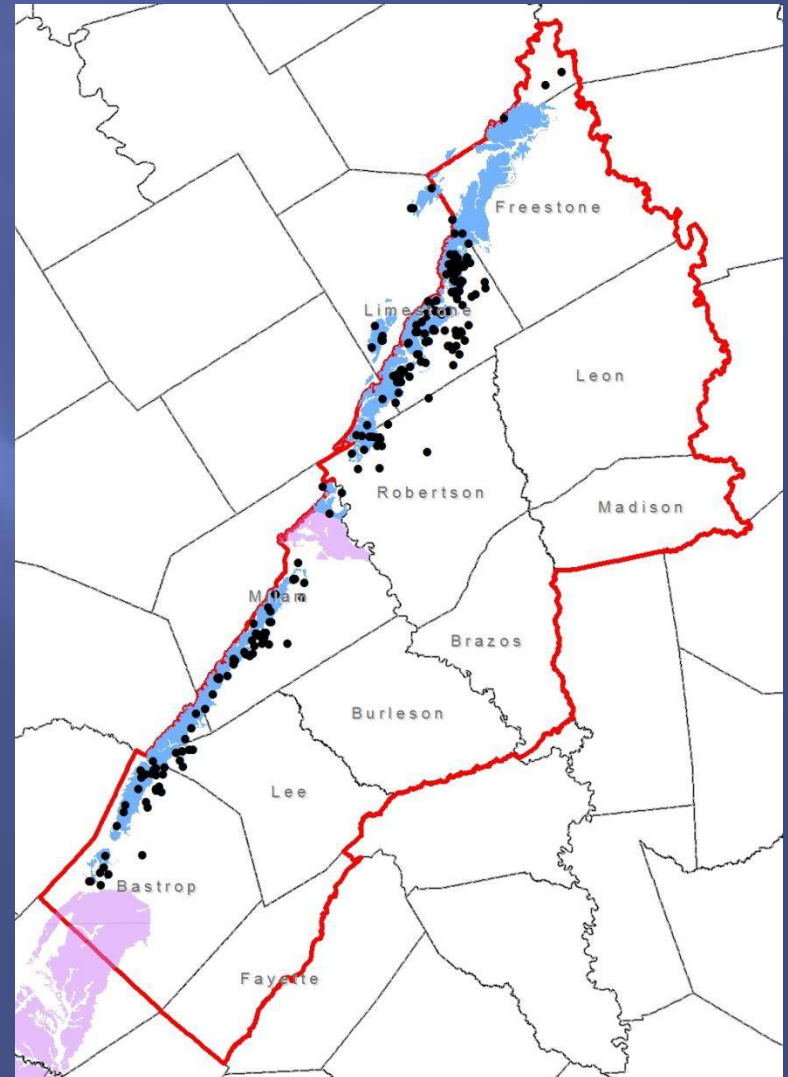 Freestone
Limestone
Leon
Robertson
Madison
Milam
Brazos
Burleson
Lee
Bastrop
Fayette